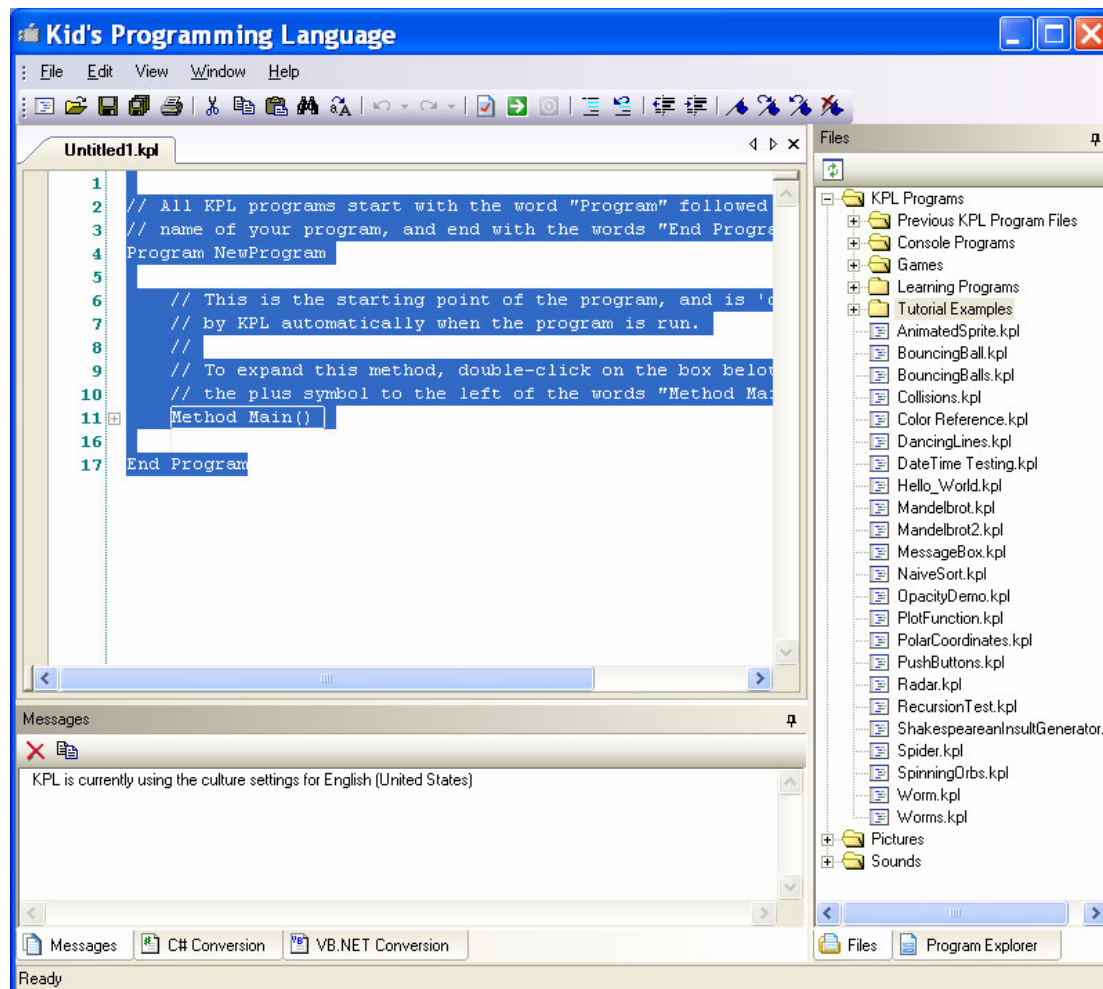 Kid's Programming Language
File Edit View Window Help
Untitled1.kpl
1
2 // All KPL programs start with the word "Program" followed
3 // name of your program, and end with the words "End Progra
4 Program NewProgram
5
6 // This is the starting point of the program, and is 'c
7 // by KPL automatically when the program is run.
8 //
9 // To expand this method, double-click on the box below
10 // the plus symbol to the left of the words "Method Mai
11 Method Main()
16
17 End Program
Messages
KPL is currently using the culture settings for English (United States)
Messages C# Conversion VB.NET Conversion
Files
KPL Programs
Previous KPL Program Files
Console Programs
Games
Learning Programs
Tutorial Examples
AnimatedSprite.kpl
BouncingBall.kpl
BouncingBalls.kpl
Collisions.kpl
Color Reference.kpl
DancingLines.kpl
DateTime Testing.kpl
Hello_World.kpl
Mandelbrot.kpl
Mandelbrot2.kpl
MessageBox.kpl
NaiveSort.kpl
OpacityDemo.kpl
PlotFunction.kpl
PolarCoordinates.kpl
PushButtons.kpl
Radar.kpl
RecursionTest.kpl
ShakespeareanInsultGenerator.
Spider.kpl
SpinningOrbs.kpl
Worm.kpl
Worms.kpl
Pictures
Sounds
Files Program Explorer
Ready